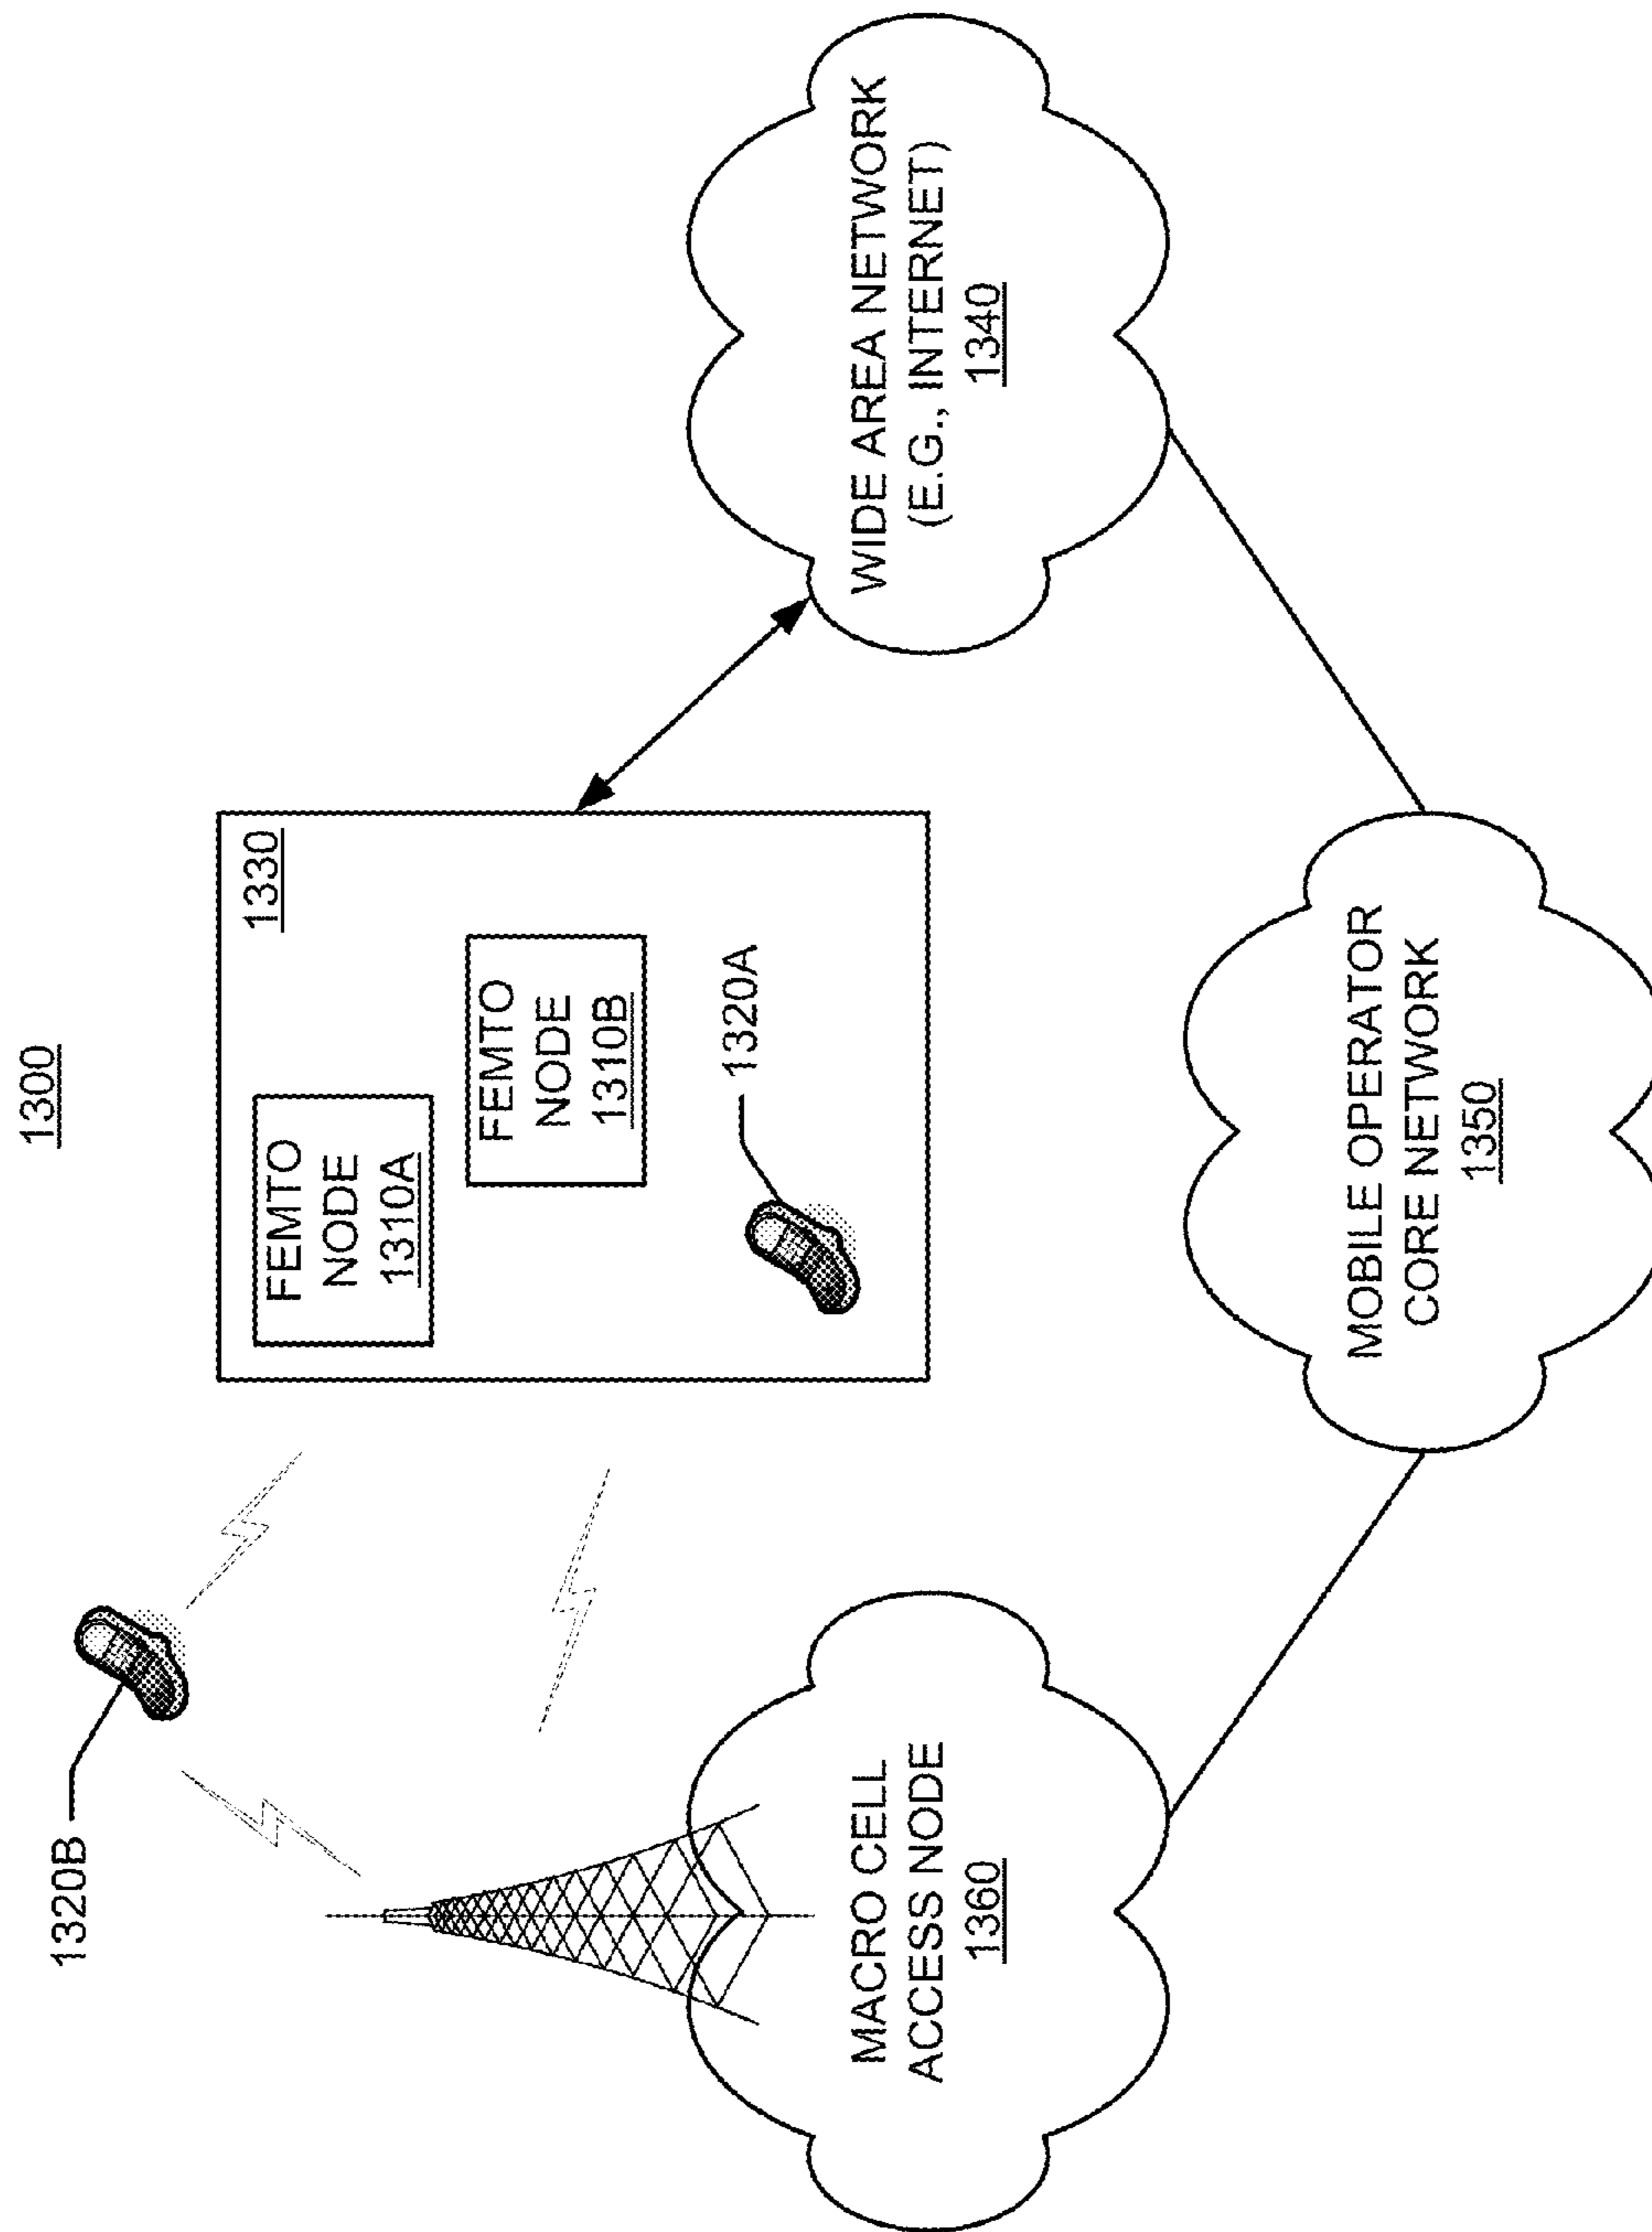 1300
1320B
FEMTO
NODE
1310A
1330
FEMTO
NODE
1310B
1320A
MACRO CELL
ACCESS NODE
1360
WIDE AREA NETWORK
(E.G., INTERNET)
1340
MOBILE OPERATOR
CORE NETWORK
1350